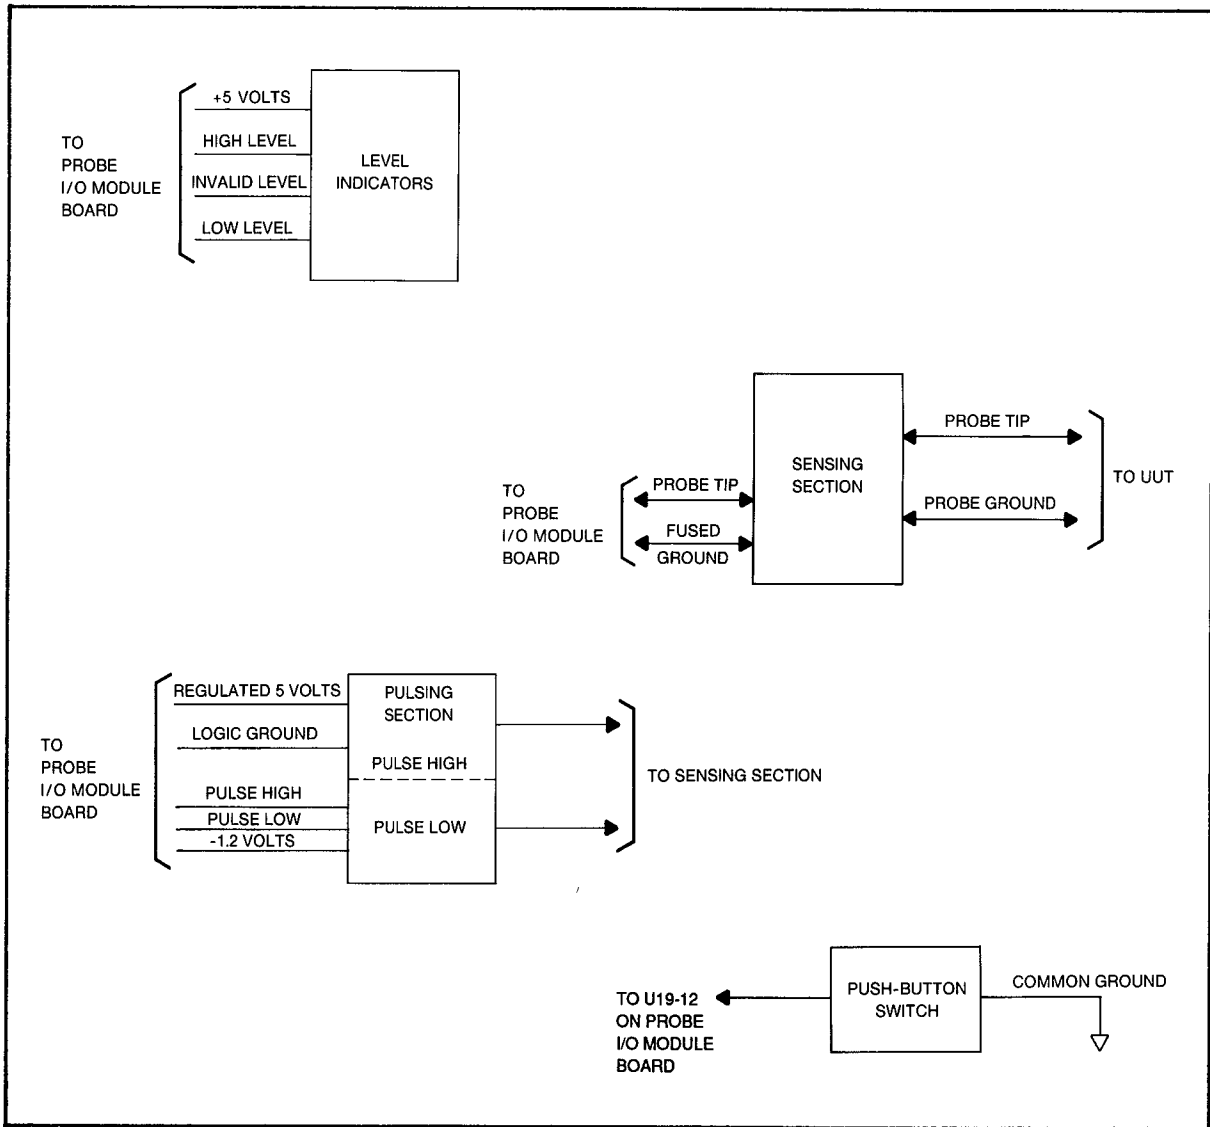 +5 VOLTS
HIGH LEVEL
INVALID LEVEL
LOW LEVEL
TO
PROBE
I/O MODULE
BOARD
LEVEL
INDICATORS
TO
PROBE
I/O MODULE
BOARD
PROBE TIP
FUSED
GROUND
SENSING
SECTION
PROBE TIP
PROBE GROUND
TO UUT
TO
PROBE
I/O MODULE
BOARD
REGULATED 5 VOLTS
LOGIC GROUND
PULSE HIGH
PULSE LOW
-1.2 VOLTS
PULSING
SECTION
PULSE HIGH
PULSE LOW
TO SENSING SECTION
TO U19-12
ON PROBE
I/O MODULE
BOARD
PUSH-BUTTON
SWITCH
COMMON GROUND